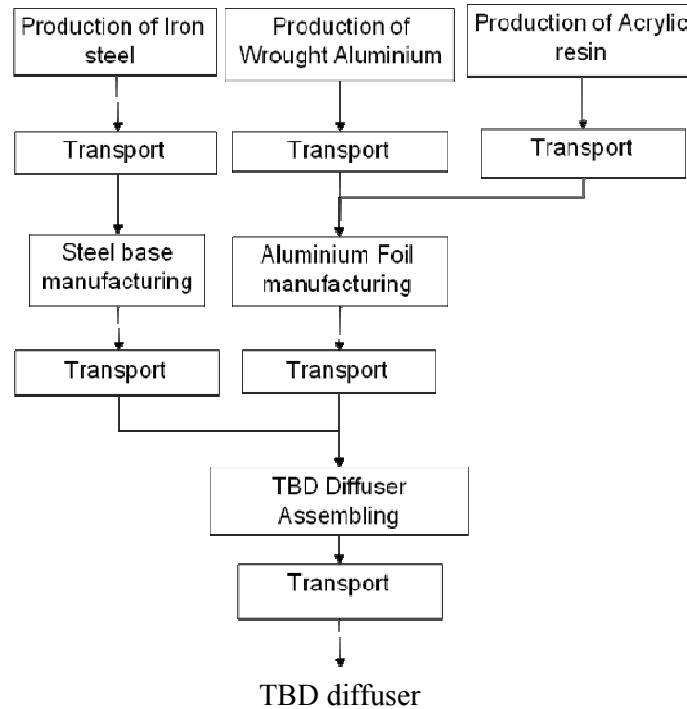 Production of Iron
steel
Production of
Wrought Aluminium
Production of Acrylic
resin
Transport
Transport
Transport
Steel base
manufacturing
Aluminium Foil
manufacturing
Transport
Transport
TBD Diffuser
Assembling
Transport
TBD diffuser